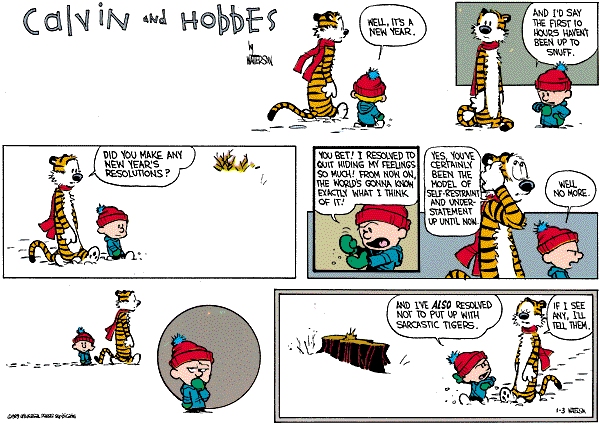 Calvin and Hobbes
by
WATTERSON
WELL, IT'S A
NEW YEAR.
AND I'D SAY
THE FIRST 10
HOURS HAVEN'T
BEEN UP TO
SNUFF.
DID YOU MAKE ANY
NEW YEAR'S
RESOLUTIONS?
YOU BET! I RESOLVED TO
QUIT HIDING MY FEELINGS
SO MUCH! FROM NOW ON,
THE WORLD'S GONNA KNOW
EXACTLY WHAT I THINK
OF IT!
YES, YOU'VE
CERTAINLY
BEEN THE
MODEL OF
SELF-RESTRAINT
AND UNDER-
STATEMENT
UP UNTIL NOW.
WELL
NO MORE.
AND I'VE ALSO RESOLVED
NOT TO PUT UP WITH
SARCASTIC TIGERS.
IF I SEE
ANY, I'LL
TELL THEM.
1-3 WATTERSON